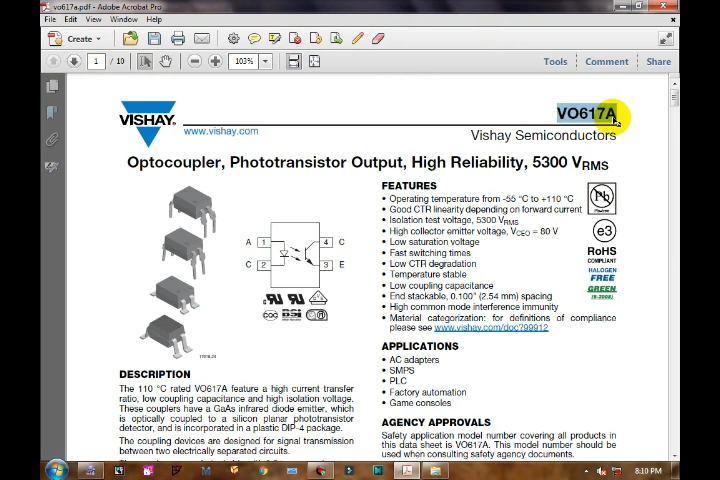 vo617a.pdf - Adobe Acrobat Pro
File Edit View Window Help
Create
1 / 10
103%
Tools Comment Share
VISHAY®
www.vishay.com
VO617A
Vishay Semiconductors
Optocoupler, Phototransistor Output, High Reliability, 5300 VRMS
A 1
C 2
4 C
3 E
17918-24
FEATURES
• Operating temperature from -55 °C to +110 °C
• Good CTR linearity depending on forward current
• Isolation test voltage, 5300 VRMS
• High collector emitter voltage, VCEO = 80 V
• Low saturation voltage
• Fast switching times
• Low CTR degradation
• Temperature stable
• Low coupling capacitance
• End stackable, 0.100" (2.54 mm) spacing
• High common mode interference immunity
• Material categorization: for definitions of compliance
please see www.vishay.com/doc?99912
Pb
e3
RoHS
COMPLIANT
HALOGEN
FREE
GREEN
(5-2008)
APPLICATIONS
• AC adapters
• SMPS
• PLC
• Factory automation
• Game consoles
DESCRIPTION
The 110 °C rated VO617A feature a high current transfer
ratio, low coupling capacitance and high isolation voltage.
These couplers have a GaAs infrared diode emitter, which
is optically coupled to a silicon planar phototransistor
detector, and is incorporated in a plastic DIP-4 package.
The coupling devices are designed for signal transmission
between two electrically separated circuits.
AGENCY APPROVALS
Safety application model number covering all products in
this data sheet is VO617A. This model number should be
used when consulting safety agency documents.
8:10 PM